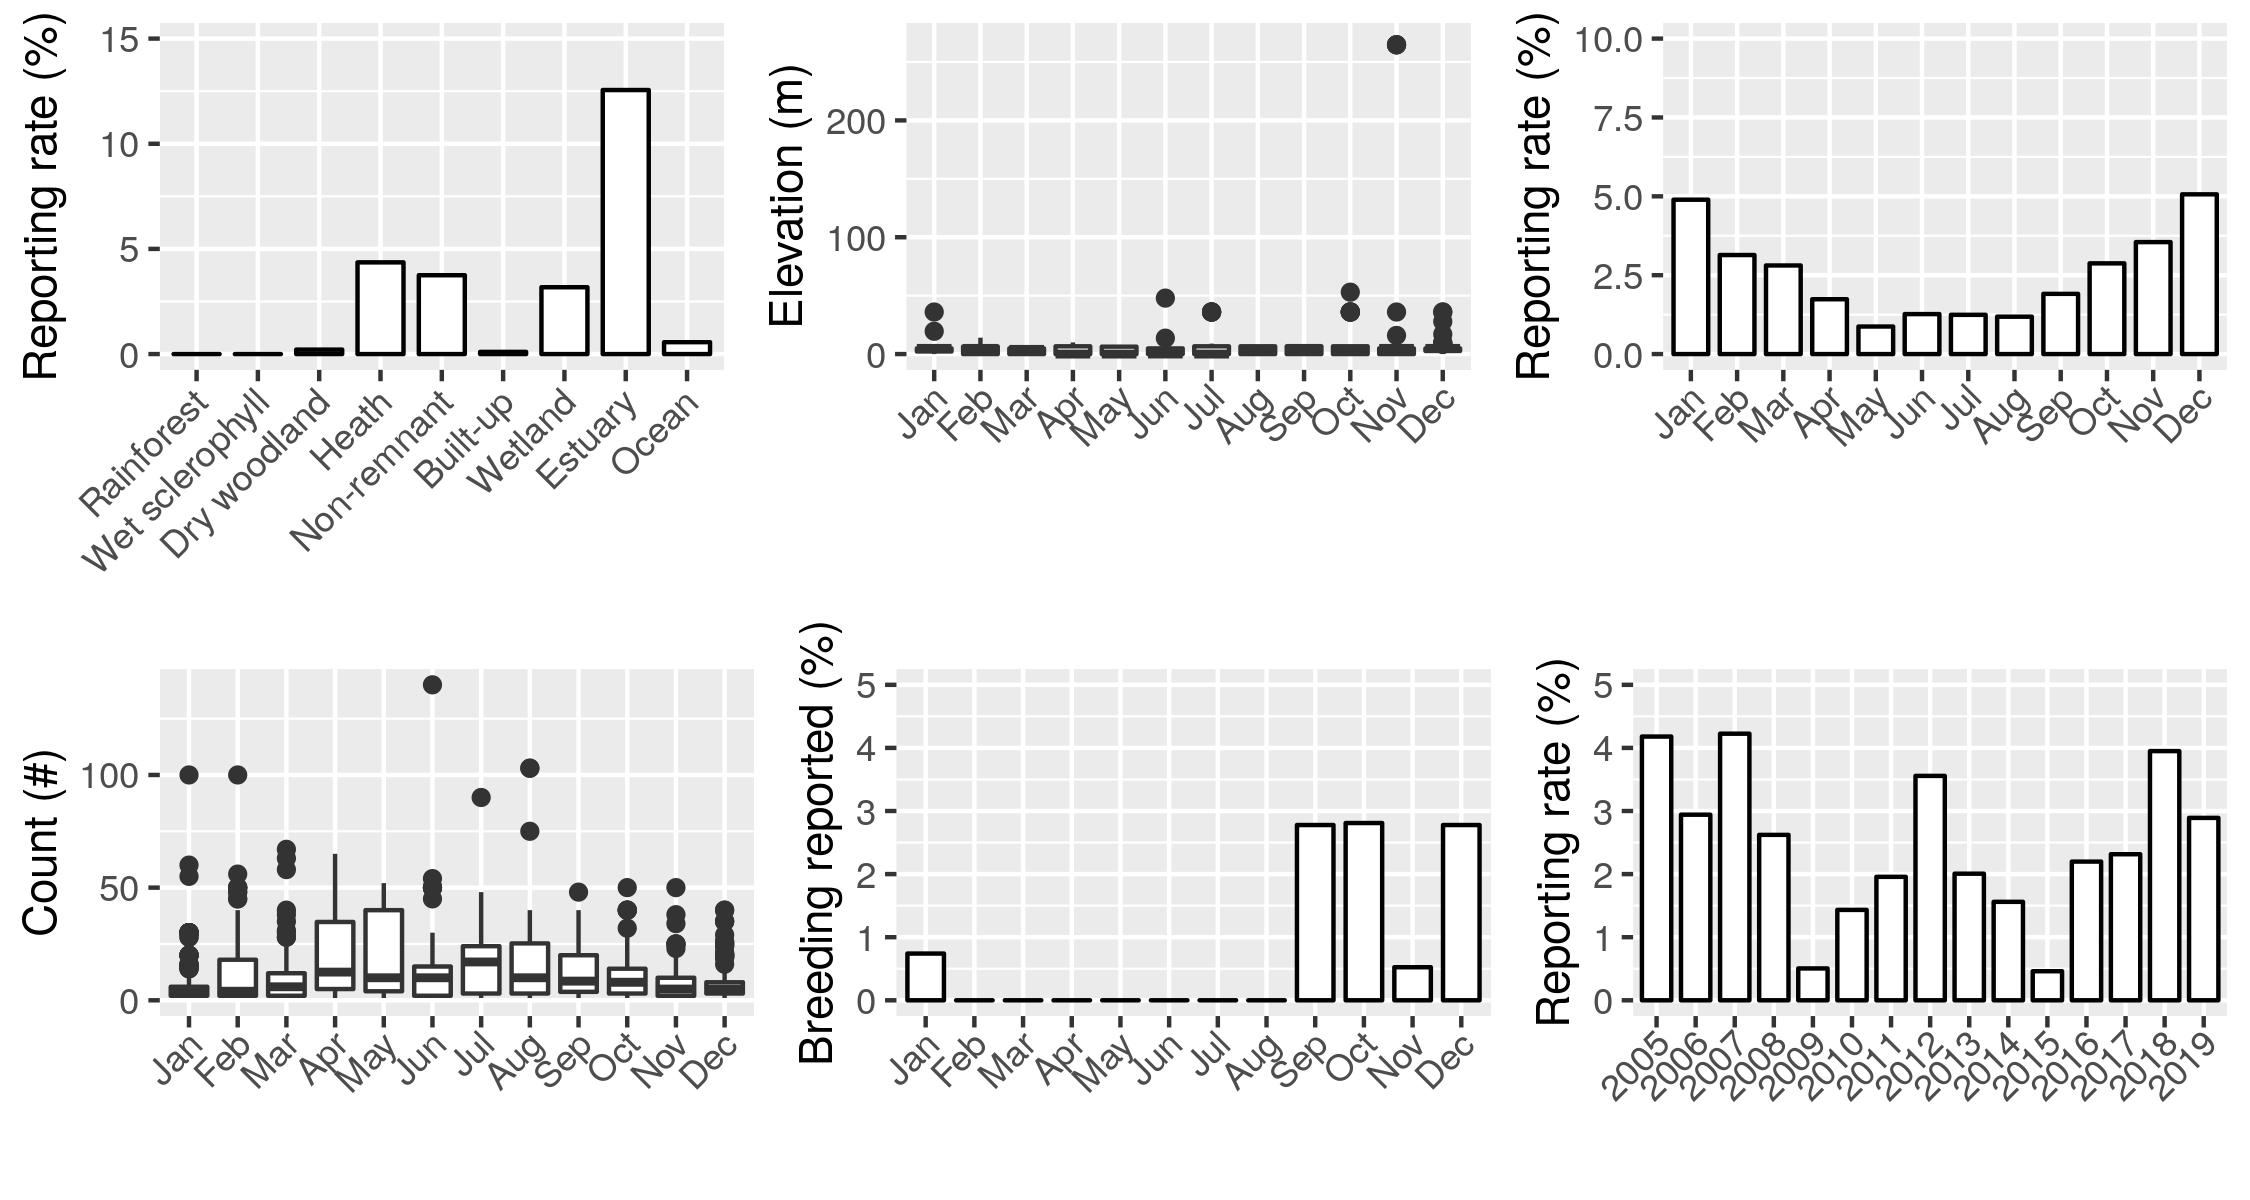 Reporting rate (%)
15
10
5
0
Rainforest
Wet sclerophyll
Dry woodland
Heath
Non-remnant
Built-up
Wetland
Estuary
Ocean
Elevation (m)
200
100
0
Jan
Feb
Mar
Apr
May
Jun
Jul
Aug
Sep
Oct
Nov
Dec
Reporting rate (%)
10.0
7.5
5.0
2.5
0.0
Jan
Feb
Mar
Apr
May
Jun
Jul
Aug
Sep
Oct
Nov
Dec
Count (#)
100
50
0
Jan
Feb
Mar
Apr
May
Jun
Jul
Aug
Sep
Oct
Nov
Dec
Breeding reported (%)
5
4
3
2
1
0
Jan
Feb
Mar
Apr
May
Jun
Jul
Aug
Sep
Oct
Nov
Dec
Reporting rate (%)
5
4
3
2
1
0
2005
2006
2007
2008
2009
2010
2011
2012
2013
2014
2015
2016
2017
2018
2019